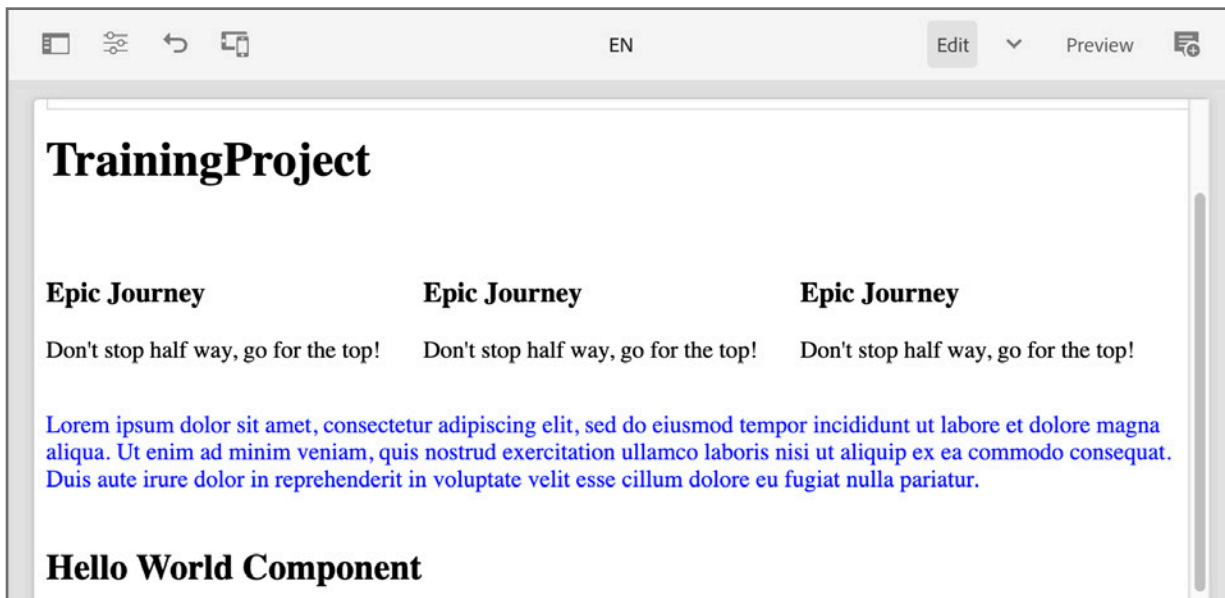 EN
Edit
Preview
TrainingProject
Epic Journey
Epic Journey
Epic Journey
Don't stop half way, go for the top!
Don't stop half way, go for the top!
Don't stop half way, go for the top!
Lorem ipsum dolor sit amet, consectetur adipiscing elit, sed do eiusmod tempor incididunt ut labore et dolore magna
aliqua. Ut enim ad minim veniam, quis nostrud exercitation ullamco laboris nisi ut aliquip ex ea commodo consequat.
Duis aute irure dolor in reprehenderit in voluptate velit esse cillum dolore eu fugiat nulla pariatur.
Hello World Component